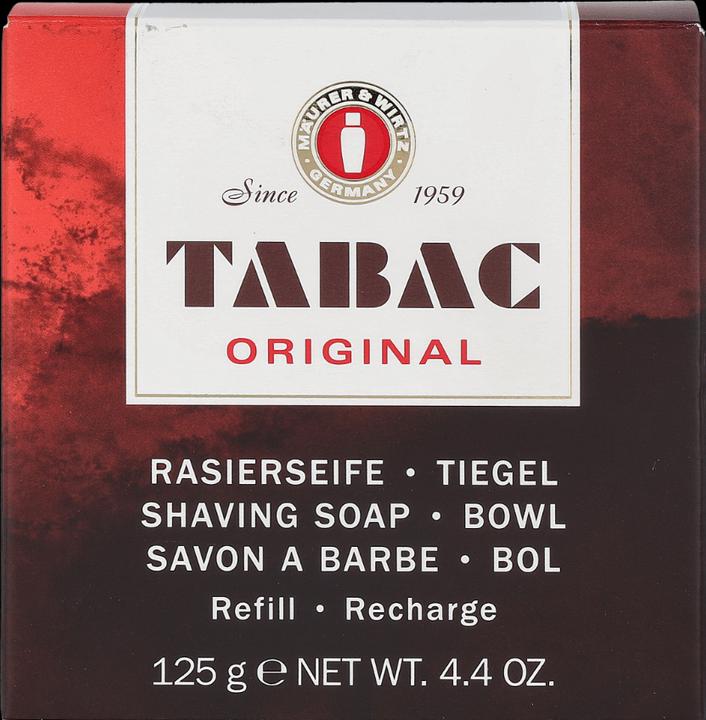 MÄURER & WIRTZ
· GERMANY ·
Since 1959
TABAC
ORIGINAL
RASIERSEIFE · TIEGEL
SHAVING SOAP · BOWL
SAVON A BARBE · BOL
Refill · Recharge
125 g ℮ NET WT. 4.4 OZ.